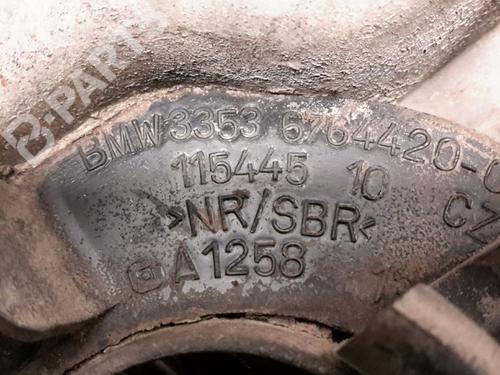 B-PARTS
BMW 3353 6764420-0
115445 10
>NR/SBR<
CZ
A1258